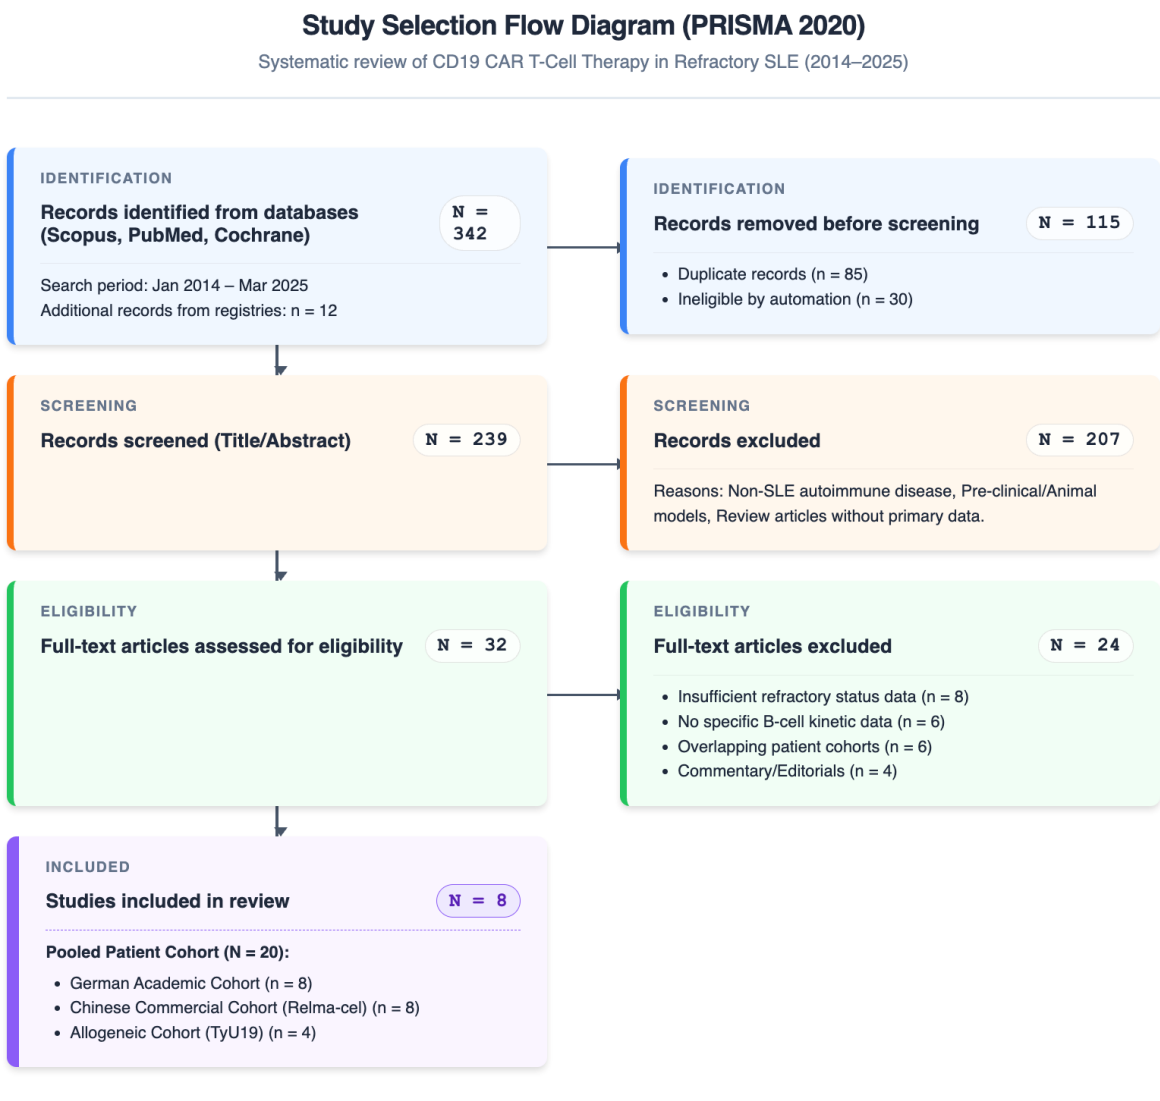 Study Selection Flow Diagram (PRISMA 2020)
Systematic review of CD19 CAR T-Cell Therapy in Refractory SLE (2014–2025)
IDENTIFICATION
Records identified from databases
(Scopus, PubMed, Cochrane)
N =
342
Search period: Jan 2014 – Mar 2025
Additional records from registries: n = 12
IDENTIFICATION
Records removed before screening
N = 115
• Duplicate records (n = 85)
• Ineligible by automation (n = 30)
SCREENING
Records screened (Title/Abstract)
N = 239
SCREENING
Records excluded
N = 207
Reasons: Non-SLE autoimmune disease, Pre-clinical/Animal
models, Review articles without primary data.
ELIGIBILITY
Full-text articles assessed for eligibility
N = 32
ELIGIBILITY
Full-text articles excluded
N = 24
• Insufficient refractory status data (n = 8)
• No specific B-cell kinetic data (n = 6)
• Overlapping patient cohorts (n = 6)
• Commentary/Editorials (n = 4)
INCLUDED
Studies included in review
N = 8
Pooled Patient Cohort (N = 20):
• German Academic Cohort (n = 8)
• Chinese Commercial Cohort (Relma-cel) (n = 8)
• Allogeneic Cohort (TyU19) (n = 4)